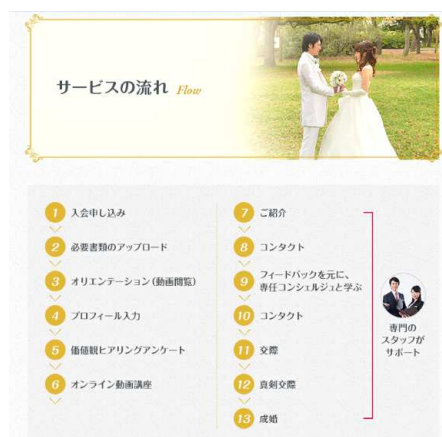 サービスの流れ Flow
1 入会申し込み
2 必要書類のアップロード
3 オリエンテーション(動画閲覧)
4 プロフィール入力
5 価値観ヒアリングアンケート
6 オンライン動画講座
7 ご紹介
8 コンタクト
9 フィードバックを元に、
専任コンシェルジュと学ぶ
10 コンタクト
11 交際
12 真剣交際
13 成婚
専門の
スタッフが
サポート